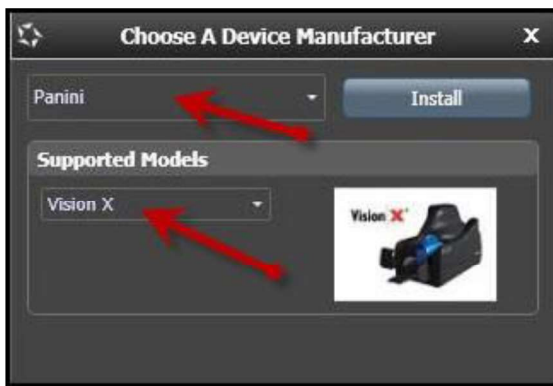 Choose A Device Manufacturer X
Panini Install
Supported Models
Vision X
Vision X